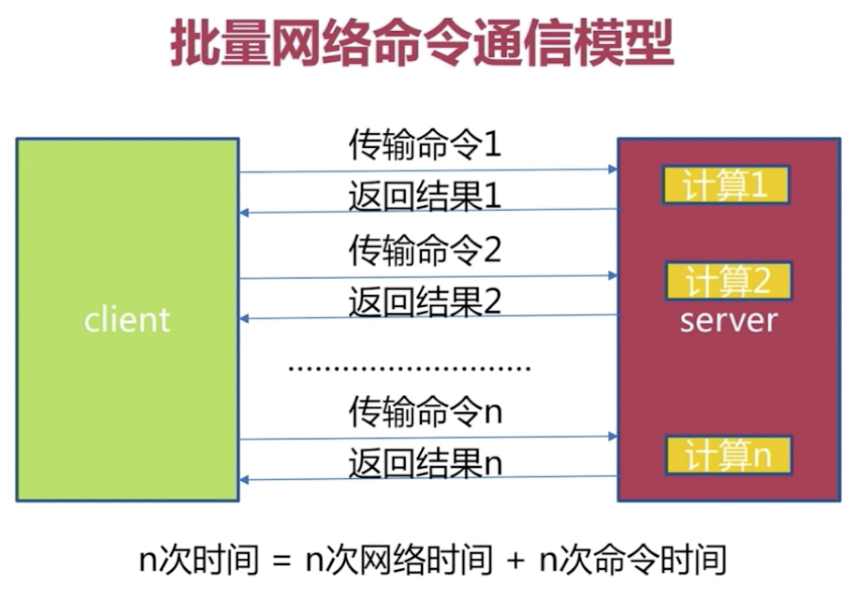 批量网络命令通信模型
传输命令1
计算1
返回结果1
传输命令2
计算2
返回结果2
client
server
............................
传输命令n
计算n
返回结果n
n次时间 = n次网络时间 + n次命令时间